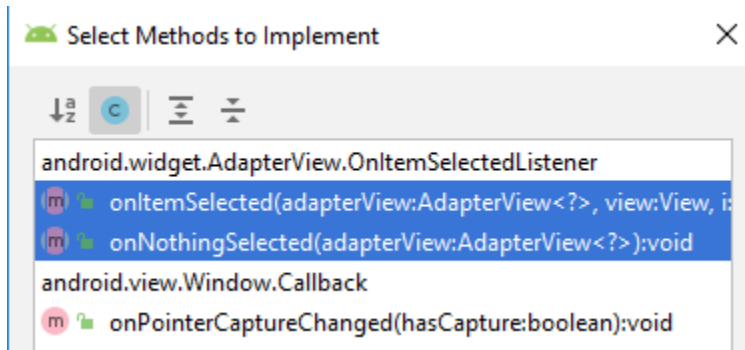 Select Methods to Implement
a
z
c
android.widget.AdapterView.OnItemSelectedListener
m onItemSelected(adapterView:AdapterView<?>, view:View, i:
m onNothingSelected(adapterView:AdapterView<?>):void
android.view.Window.Callback
m onPointerCaptureChanged(hasCapture:boolean):void